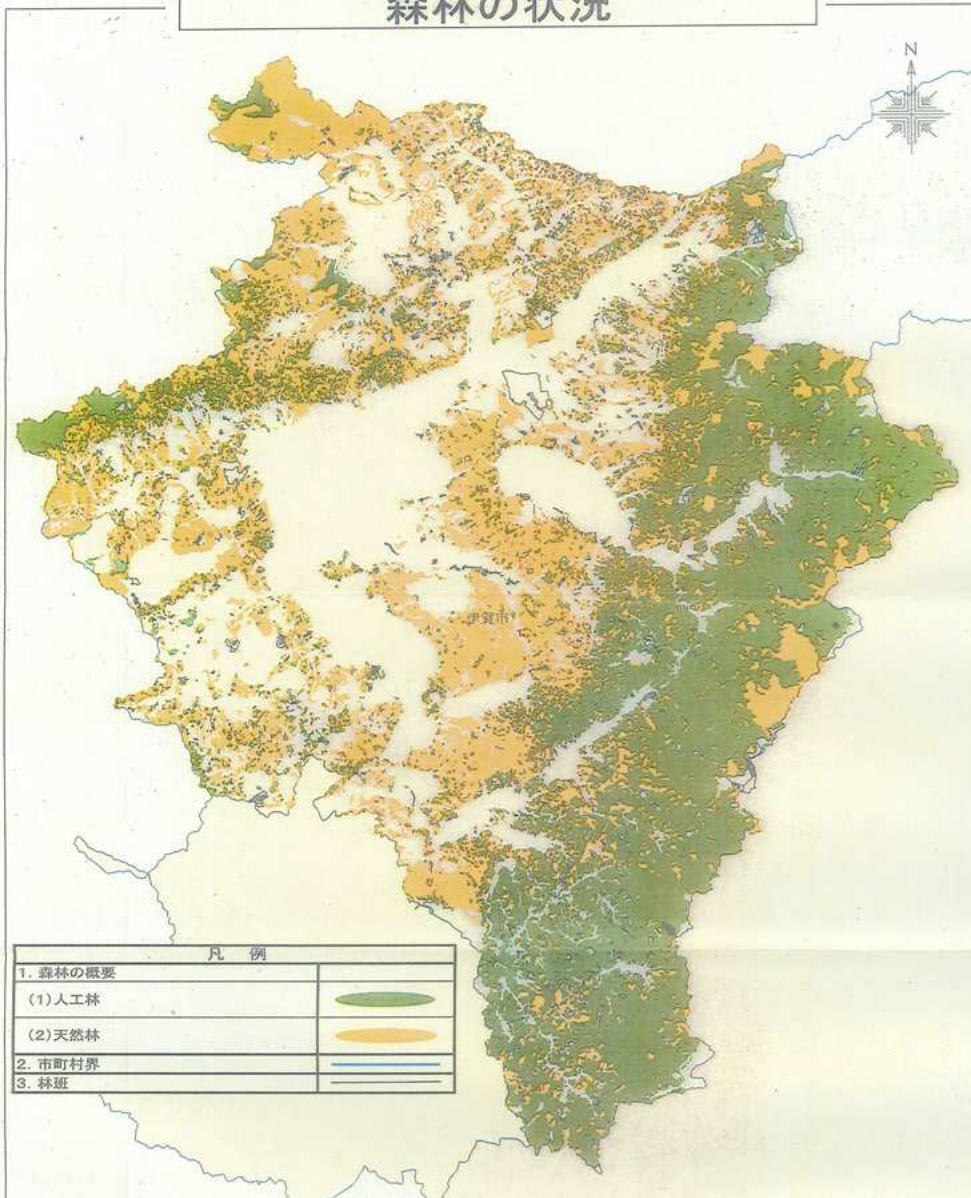 森林の状況
N
伊賀市
凡 例
1. 森林の概要
(1)人工林
(2)天然林
2. 市町村界
3. 林班